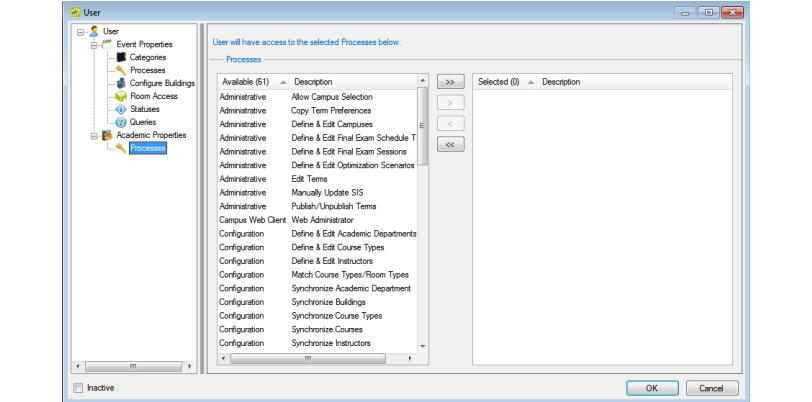 User
User
Event Properties
Categories
Processes
Configure Buildings
Room Access
Statuses
Queries
Academic Properties
Processes
User will have access to the selected Processes below.
Processes
Available (61) Description
Administrative Allow Campus Selection
Administrative Copy Term Preferences
Administrative Define & Edit Campuses
Administrative Define & Edit Final Exam Schedule T
Administrative Define & Edit Final Exam Sessions
Administrative Define & Edit Optimization Scenarios
Administrative Edit Terms
Administrative Manually Update SIS
Administrative Publish/Unpublish Terms
Campus Web Client Web Administrator
Configuration Define & Edit Academic Departments
Configuration Define & Edit Course Types
Configuration Define & Edit Instructors
Configuration Match Course Types/Room Types
Configuration Synchronize Academic Department
Configuration Synchronize Buildings
Configuration Synchronize Course Types
Configuration Synchronize Courses
Configuration Synchronize Instructors
>>
>
<
<<
Selected (0) Description
Inactive
OK Cancel